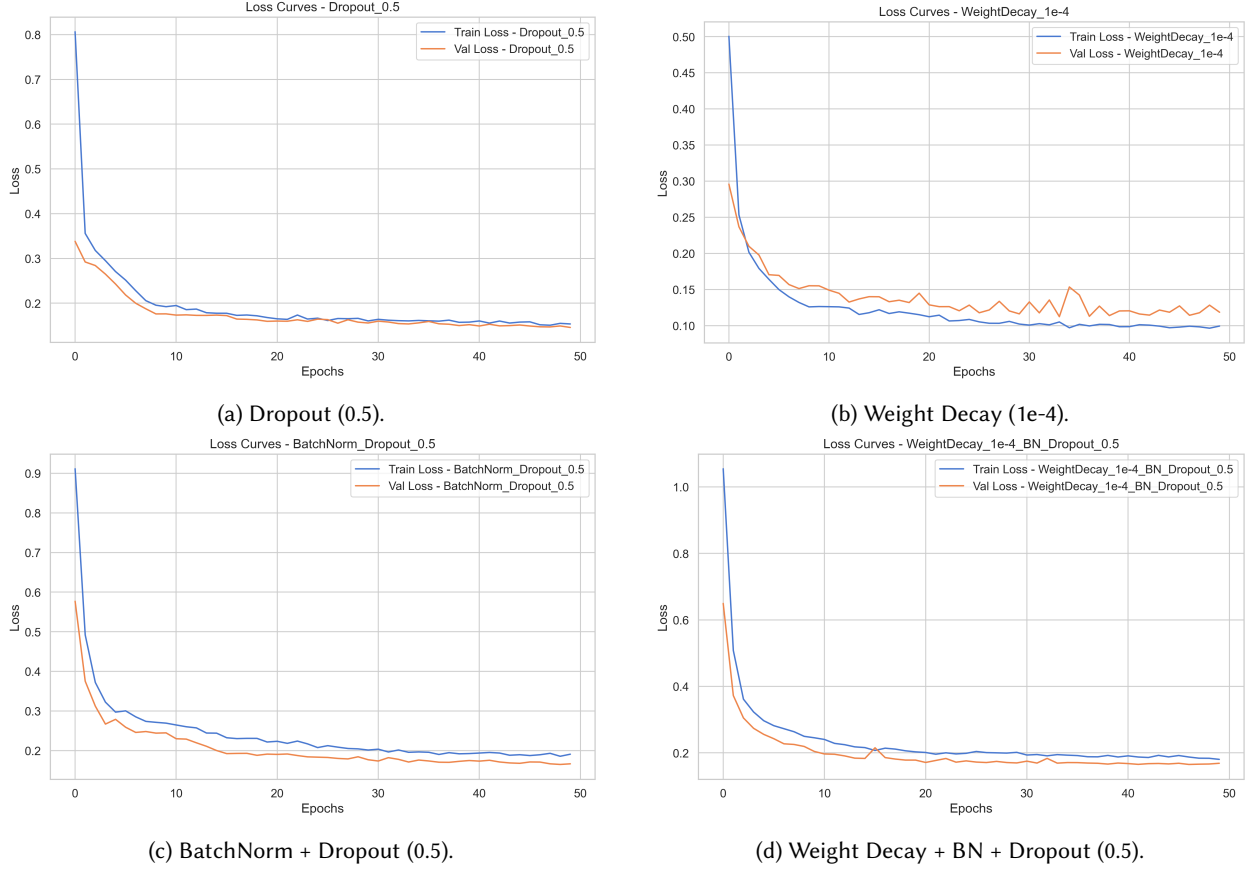 Loss Curves - Dropout_0.5
Train Loss - Dropout_0.5
Val Loss - Dropout_0.5
0.8
0.7
0.6
0.5
0.4
0.3
0.2
Loss
0 10 20 30 40 50
Epochs
(a) Dropout (0.5).
Loss Curves - WeightDecay_1e-4
Train Loss - WeightDecay_1e-4
Val Loss - WeightDecay_1e-4
0.50
0.45
0.40
0.35
0.30
0.25
0.20
0.15
0.10
Loss
0 10 20 30 40 50
Epochs
(b) Weight Decay (1e-4).
Loss Curves - BatchNorm_Dropout_0.5
Train Loss - BatchNorm_Dropout_0.5
Val Loss - BatchNorm_Dropout_0.5
0.9
0.8
0.7
0.6
0.5
0.4
0.3
0.2
Loss
0 10 20 30 40 50
Epochs
(c) BatchNorm + Dropout (0.5).
Loss Curves - WeightDecay_1e-4_BN_Dropout_0.5
Train Loss - WeightDecay_1e-4_BN_Dropout_0.5
Val Loss - WeightDecay_1e-4_BN_Dropout_0.5
1.0
0.8
0.6
0.4
0.2
Loss
0 10 20 30 40 50
Epochs
(d) Weight Decay + BN + Dropout (0.5).